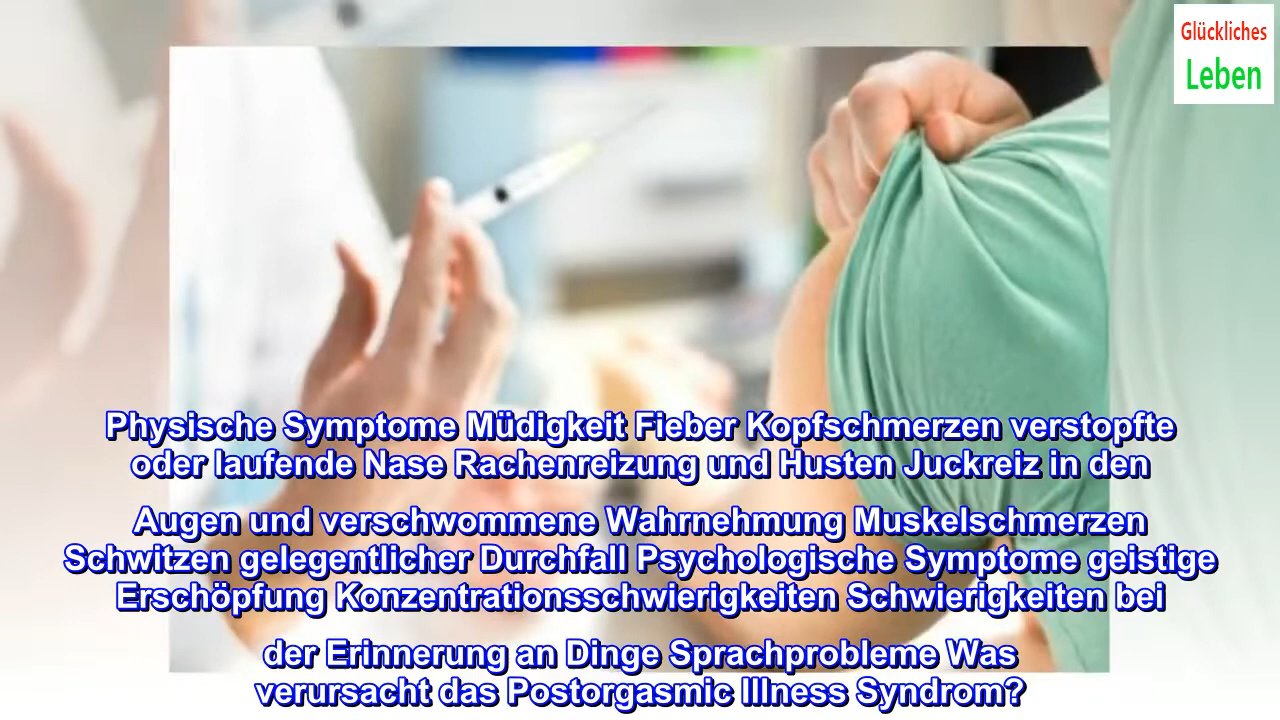 Glückliches
Leben
Physische Symptome Müdigkeit Fieber Kopfschmerzen verstopfte
oder laufende Nase Rachenreizung und Husten Juckreiz in den
Augen und verschwommene Wahrnehmung Muskelschmerzen
Schwitzen gelegentlicher Durchfall Psychologische Symptome geistige
Erschöpfung Konzentrationsschwierigkeiten Schwierigkeiten bei
der Erinnerung an Dinge Sprachprobleme Was
verursacht das Postorgasmic Illness Syndrom?